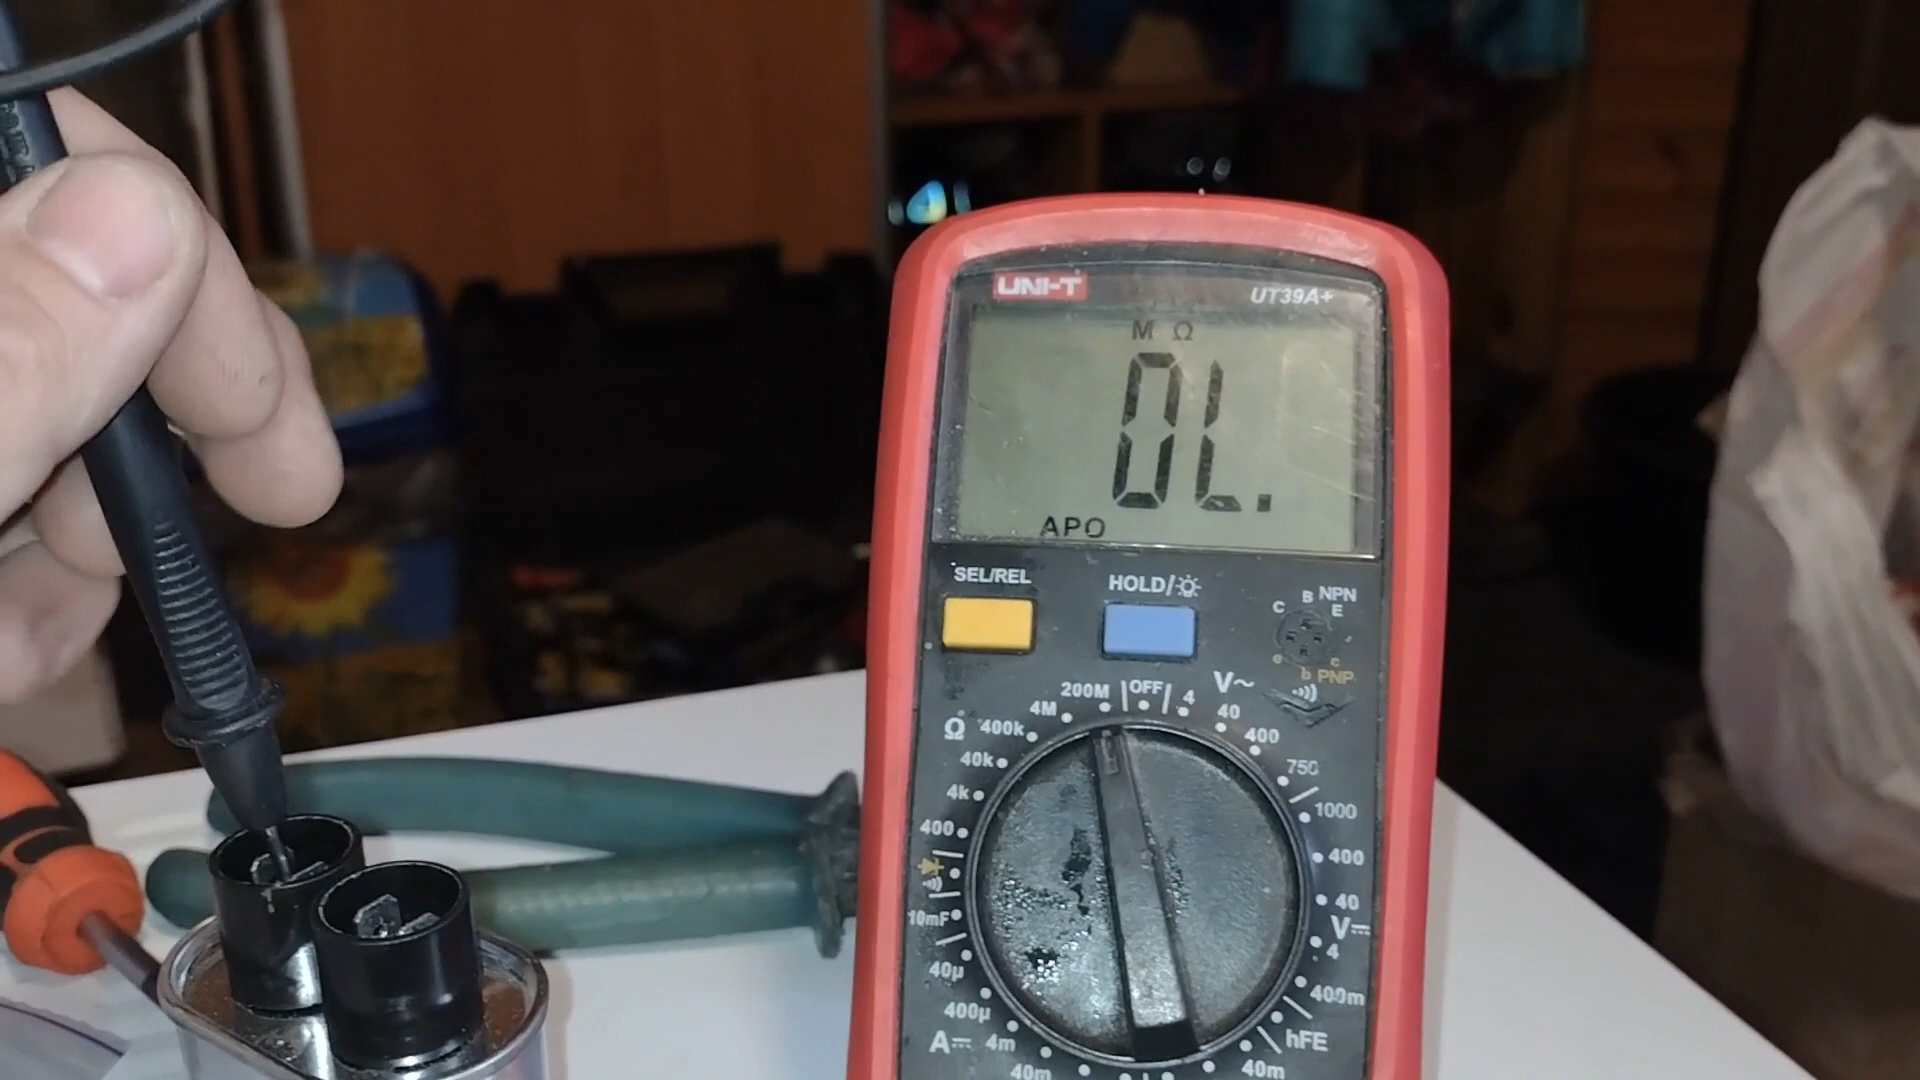 UNI-T
UT39A+
M Ω
0L.
APO
SEL/REL
HOLD/
NPN
C B E
e b c
PNP
OFF
200M
4M
Ω 400k
40k
4k
400
10mF
40µ
400µ
A 4m
40m
V~
4
40
400
750
1000
400
40
V
4
400m
hFE
40m